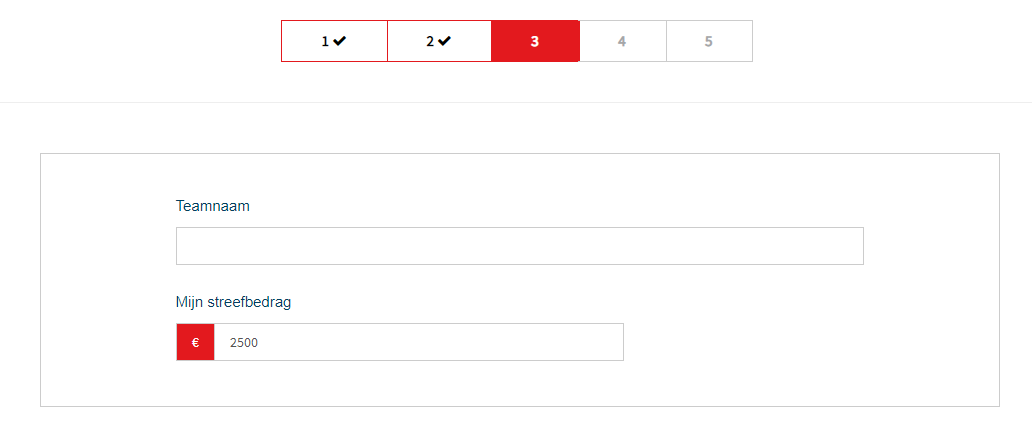 1 ✔ 2 ✔ 3 4 5
Teamnaam
Mijn streefbedrag
€ 2500